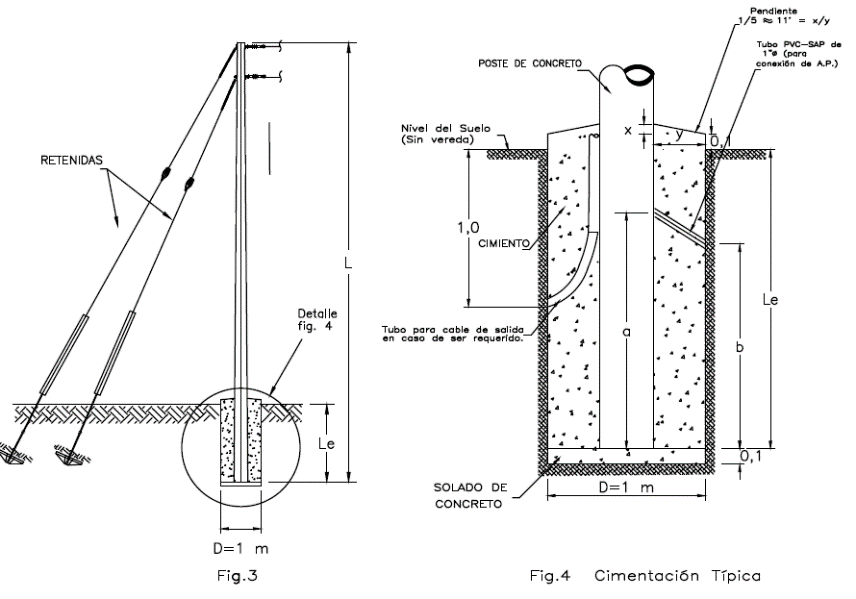 RETENIDAS
L
Detalle
fig. 4
Le
D=1 m
Fig.3
Pendiente
1/5 ≈ 11° = x/y
Tubo PVC-SAP de
1"ø (para
conexión de A.P.)
POSTE DE CONCRETO
Nivel del Suelo
(Sin vereda)
x
y
0,1
1,0
CIMIENTO
Tubo para cable de salida
en caso de ser requerido.
a
b
Le
0,1
SOLADO DE
CONCRETO
D=1 m
Fig.4 Cimentación Típica